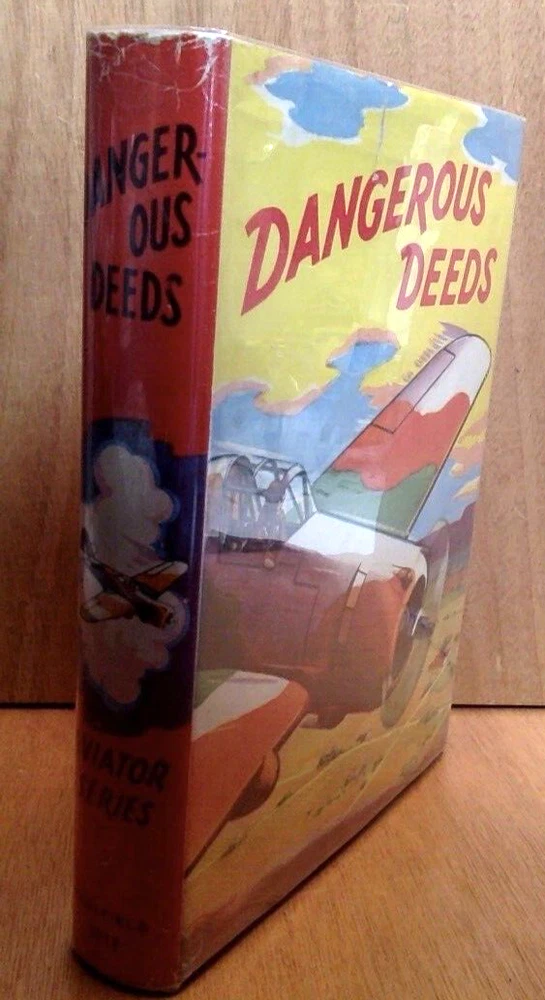 ANGER-
OUS
DEEDS
VIATOR
SERIES
DANGEROUS
DEEDS